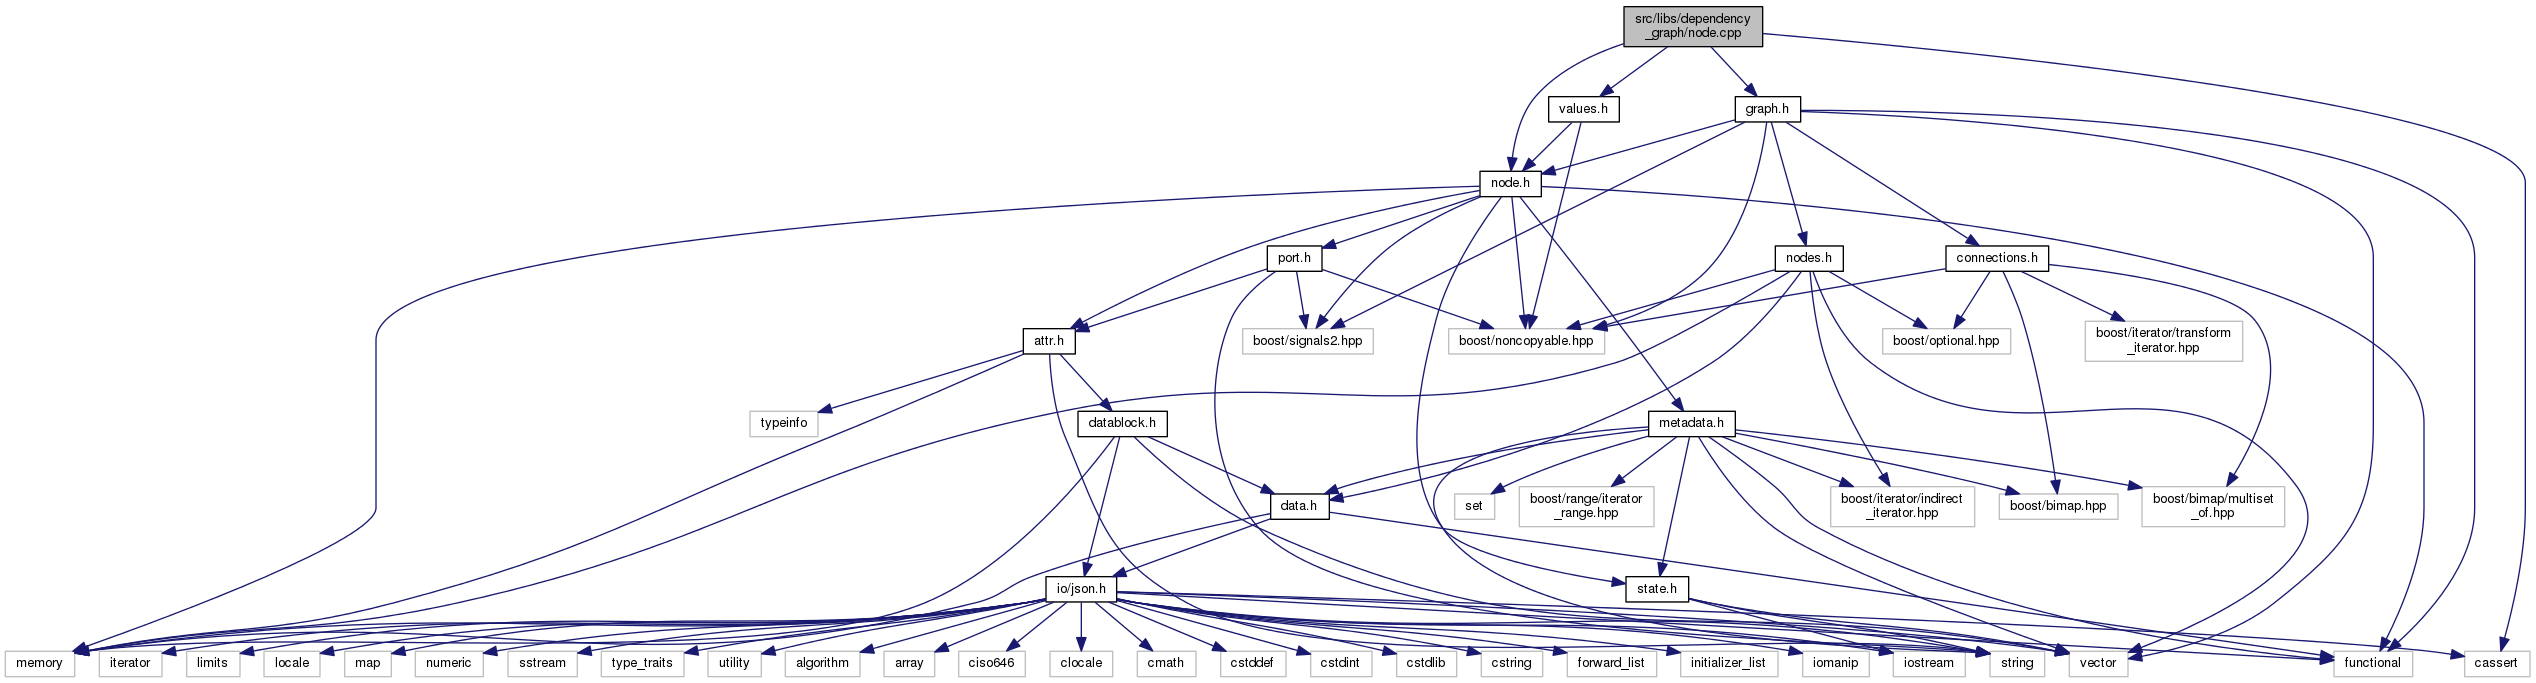 src/libs/dependency
_graph/node.cpp
values.h
graph.h
node.h
port.h
nodes.h
connections.h
attr.h
boost/signals2.hpp
boost/noncopyable.hpp
boost/optional.hpp
boost/iterator/transform
_iterator.hpp
typeinfo
datablock.h
metadata.h
data.h
set
boost/range/iterator
_range.hpp
boost/iterator/indirect
_iterator.hpp
boost/bimap.hpp
boost/bimap/multiset
_of.hpp
io/json.h
state.h
memory
iterator
limits
locale
map
numeric
sstream
type_traits
utility
algorithm
array
ciso646
clocale
cmath
cstddef
cstdint
cstdlib
cstring
forward_list
initializer_list
iomanip
iostream
string
vector
functional
cassert